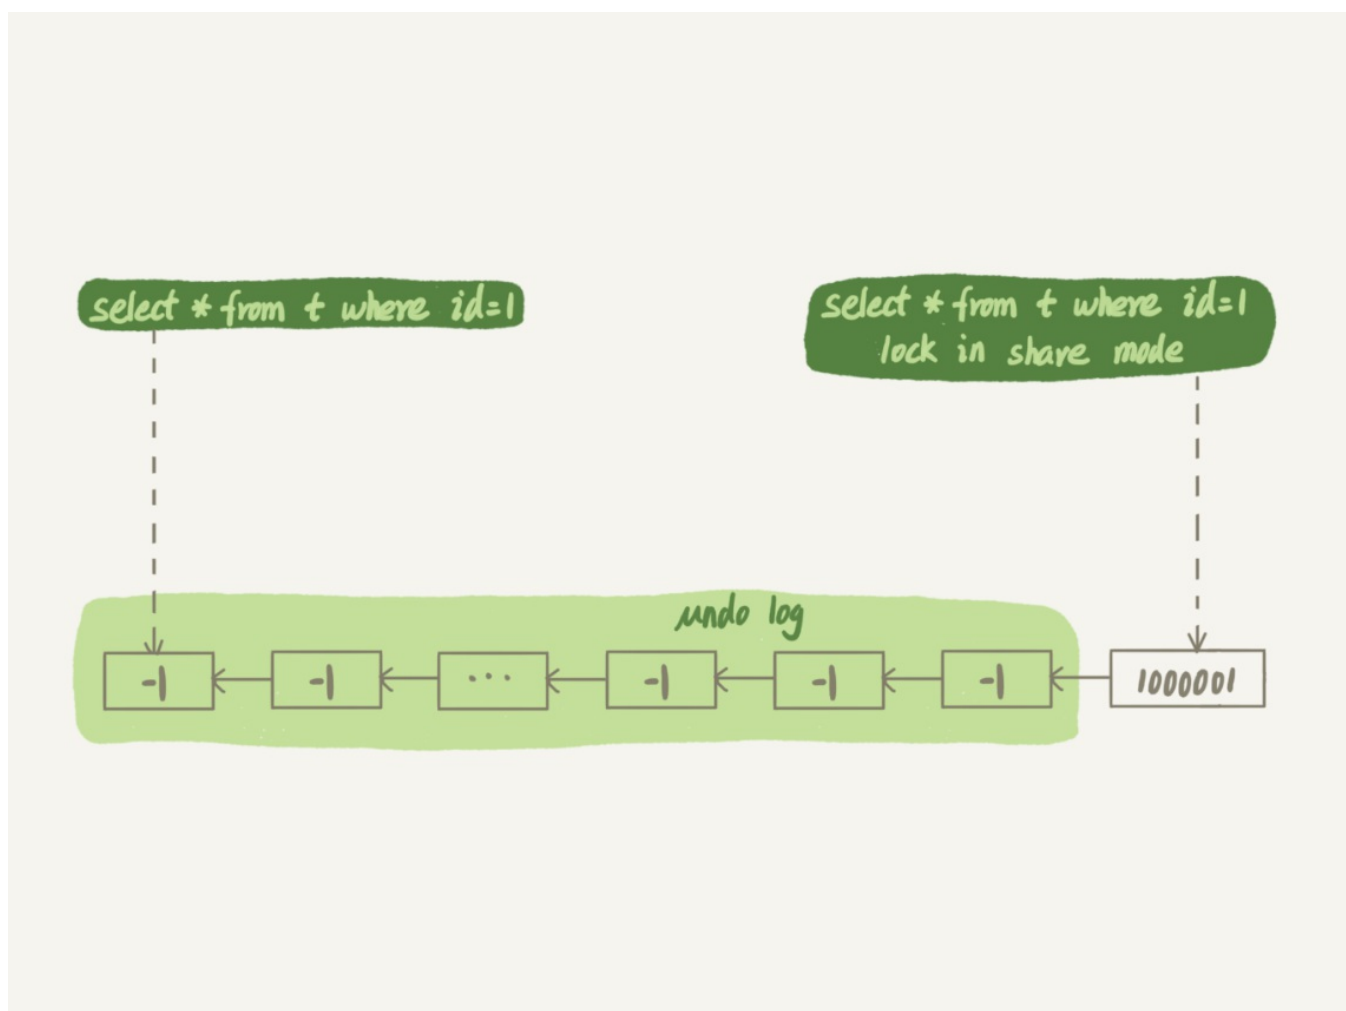 select * from t where id=1
select * from t where id=1
lock in share mode
undo log
-1
-1
...
-1
-1
-1
1000001